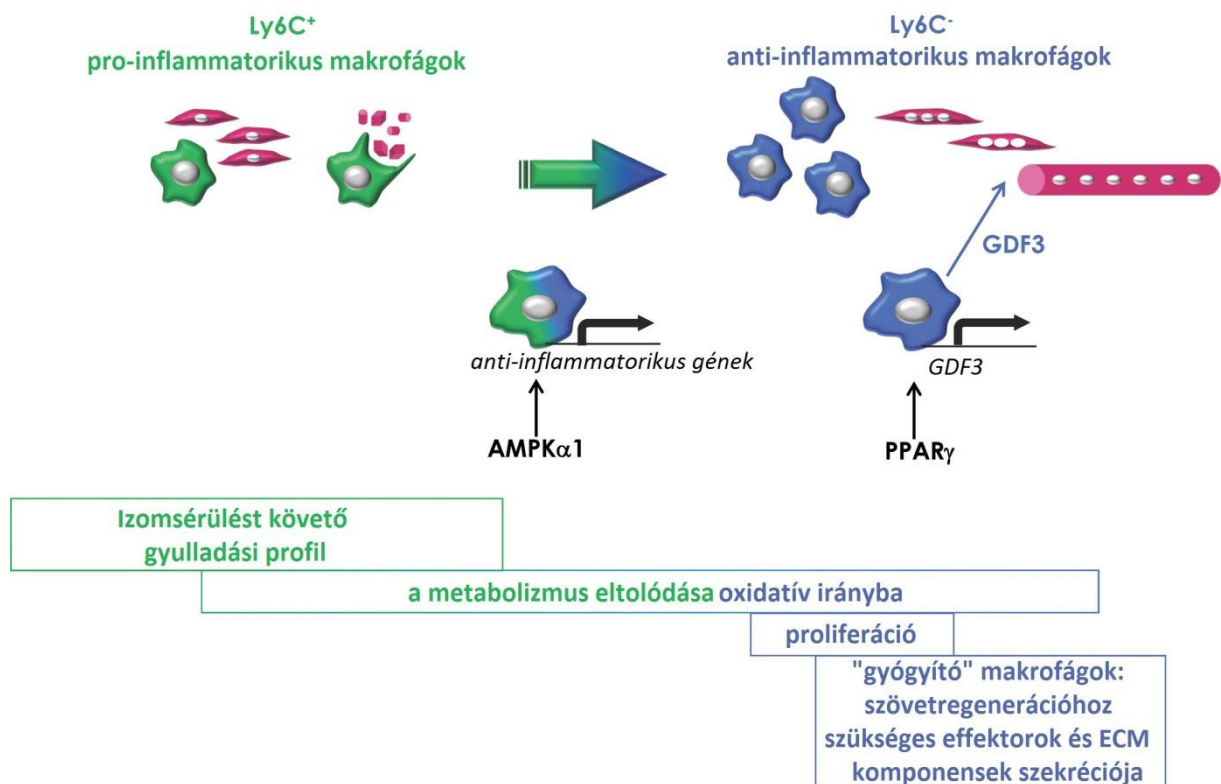 Ly6C⁺
pro-inflammatorikus makrofágok
Ly6C⁻
anti-inflammatorikus makrofágok
GDF3
anti-inflammatorikus gének
GDF3
AMPKα1
PPARγ
Izomsérülést követő
gyulladási profil
a metabolizmus eltolódása oxidatív irányba
proliferáció
"gyógyító" makrofágok:
szövetregenerációhoz
szükséges effektorok és ECM
komponensek szekréciója